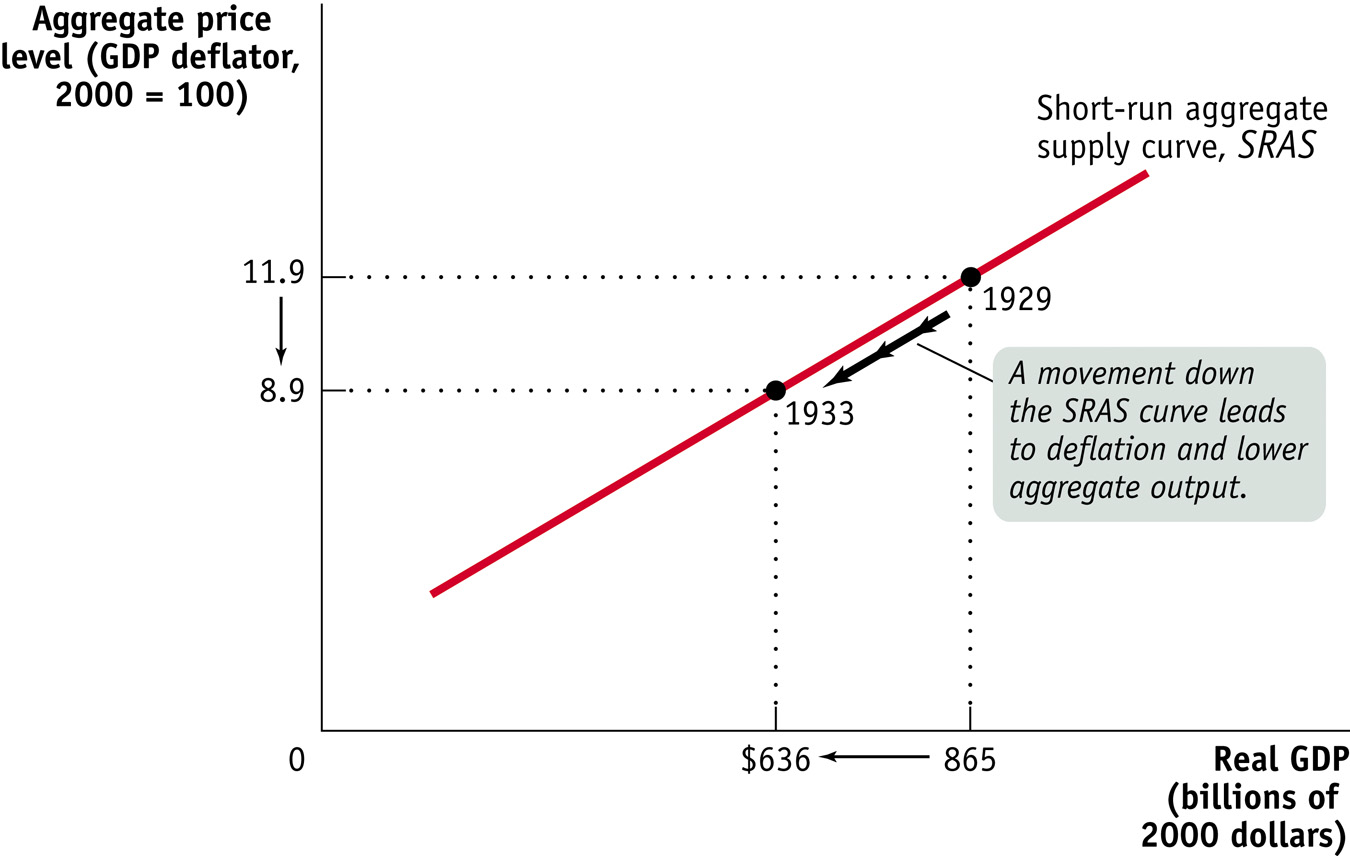 Aggregate price
level (GDP deflator,
2000 = 100)
Short-run aggregate
supply curve, SRAS
11.9
1929
A movement down
the SRAS curve leads
to deflation and lower
aggregate output.
8.9
1933
0
$636
865
Real GDP
(billions of
2000 dollars)